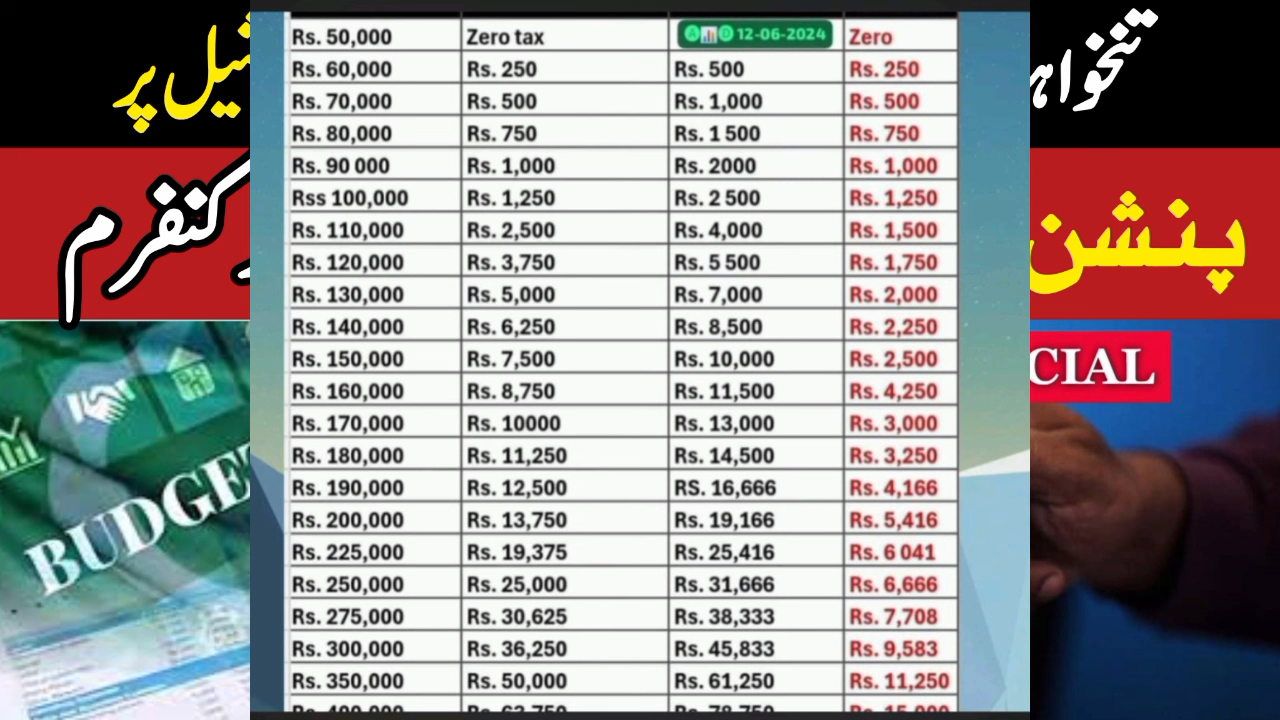 تنخواہ
شیل پر
پنشن
کنفرم
BUDGE
CIAL
Rs. 50,000 Zero tax 12-06-2024 Zero
Rs. 60,000 Rs. 250 Rs. 500 Rs. 250
Rs. 70,000 Rs. 500 Rs. 1,000 Rs. 500
Rs. 80,000 Rs. 750 Rs. 1 500 Rs. 750
Rs. 90 000 Rs. 1,000 Rs. 2000 Rs. 1,000
Rss 100,000 Rs. 1,250 Rs. 2 500 Rs. 1,250
Rs. 110,000 Rs. 2,500 Rs. 4,000 Rs. 1,500
Rs. 120,000 Rs. 3,750 Rs. 5 500 Rs. 1,750
Rs. 130,000 Rs. 5,000 Rs. 7,000 Rs. 2,000
Rs. 140,000 Rs. 6,250 Rs. 8,500 Rs. 2,250
Rs. 150,000 Rs. 7,500 Rs. 10,000 Rs. 2,500
Rs. 160,000 Rs. 8,750 Rs. 11,500 Rs. 4,250
Rs. 170,000 Rs. 10000 Rs. 13,000 Rs. 3,000
Rs. 180,000 Rs. 11,250 Rs. 14,500 Rs. 3,250
Rs. 190,000 Rs. 12,500 RS. 16,666 Rs. 4,166
Rs. 200,000 Rs. 13,750 Rs. 19,166 Rs. 5,416
Rs. 225,000 Rs. 19,375 Rs. 25,416 Rs. 6 041
Rs. 250,000 Rs. 25,000 Rs. 31,666 Rs. 6,666
Rs. 275,000 Rs. 30,625 Rs. 38,333 Rs. 7,708
Rs. 300,000 Rs. 36,250 Rs. 45,833 Rs. 9,583
Rs. 350,000 Rs. 50,000 Rs. 61,250 Rs. 11,250